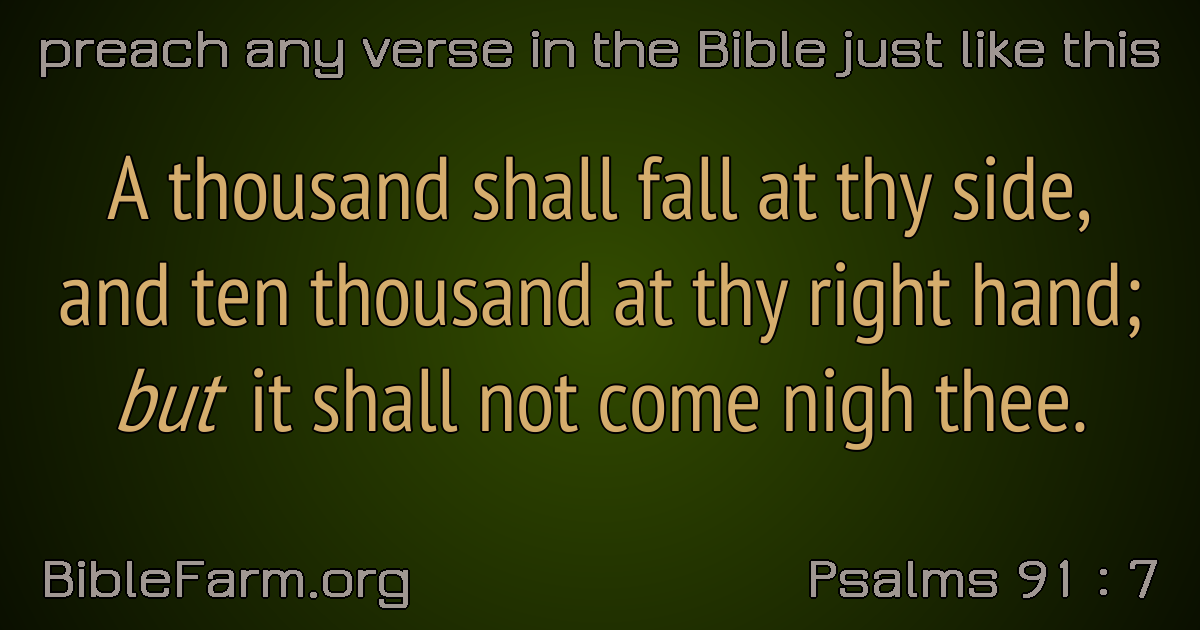 preach any verse in the Bible just like this
A thousand shall fall at thy side,
and ten thousand at thy right hand;
but it shall not come nigh thee.
BibleFarm.org
Psalms 91 : 7